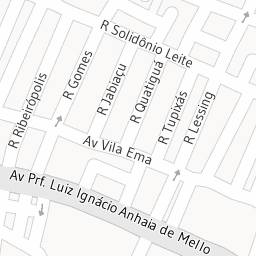 R Solidônio Leite
R Ribeirópolis
R Gomes
R Jabiaçu
R Quatiguá
R Tupixás
R Lessing
Av Vila Ema
Av Prf. Luiz Ignácio Anhaia de Mello